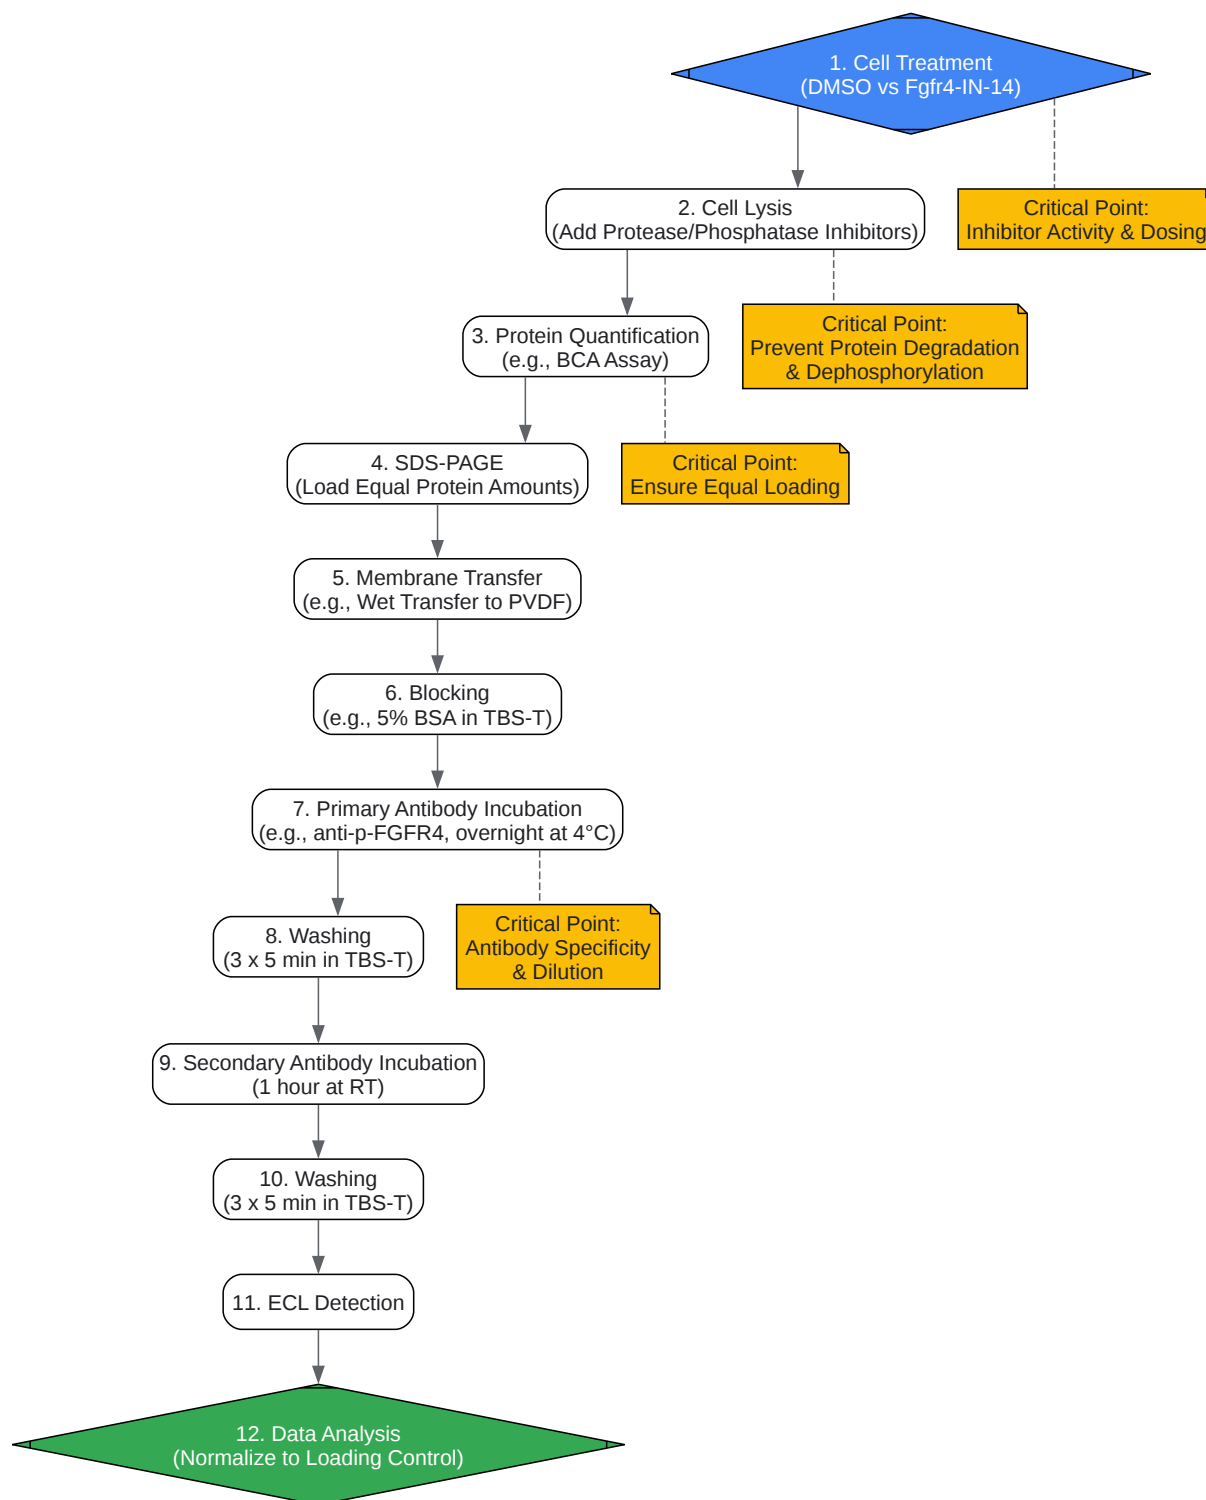 1. Cell Treatment
(DMSO vs Fgfr4-IN-14)
2. Cell Lysis
(Add Protease/Phosphatase Inhibitors)
Critical Point:
Inhibitor Activity & Dosing
3. Protein Quantification
(e.g., BCA Assay)
Critical Point:
Prevent Protein Degradation
& Dephosphorylation
4. SDS-PAGE
(Load Equal Protein Amounts)
Critical Point:
Ensure Equal Loading
5. Membrane Transfer
(e.g., Wet Transfer to PVDF)
6. Blocking
(e.g., 5% BSA in TBS-T)
7. Primary Antibody Incubation
(e.g., anti-p-FGFR4, overnight at 4°C)
8. Washing
(3 x 5 min in TBS-T)
Critical Point:
Antibody Specificity
& Dilution
9. Secondary Antibody Incubation
(1 hour at RT)
10. Washing
(3 x 5 min in TBS-T)
11. ECL Detection
12. Data Analysis
(Normalize to Loading Control)